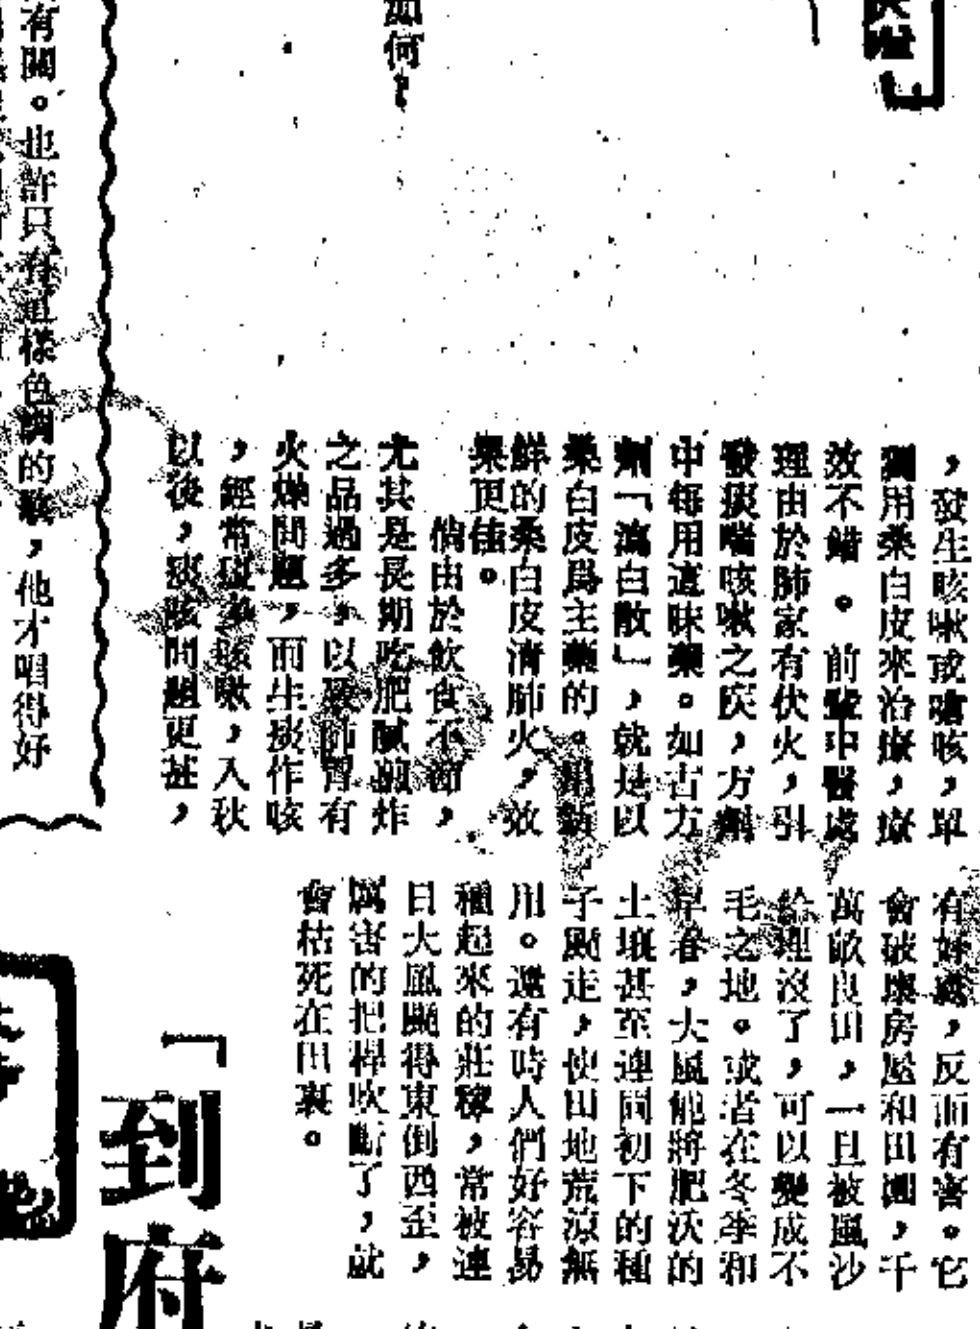 如何？
，發生咳嗽或嗆咳，單
獨用桑白皮來治療，療
效不錯。前輩中醫處
理由於肺家有伏火，引
發痰喘咳嗽之疾，方劑
中每用這味藥。如古方
劑「瀉白散」，就是以
桑白皮爲主藥的。用
鮮的桑白皮清肺火，效
果更佳。
倘由於飲食不節，
尤其是長期吃肥膩煎炸
之品過多，以致肺胃有
火燥問題，而生痰作咳
，經常咳嗽，入秋
以後，痰咳問題更甚，
有關。也許只有這樣色調的歌，他才唱得好
有好處，反而有害。它
會破壞房屋和田園，千
萬畝良田，一旦被風沙
給埋沒了，可以變成不
毛之地。或者在冬季和
早春，大風能將肥沃的
土壤甚至連同初下的種
子颳走，使田地荒涼無
用。還有時人們好容易
種起來的莊稼，常被連
日大風颳得東倒西歪，
厲害的把稈吹斷了，就
會枯死在田裏。
「到府